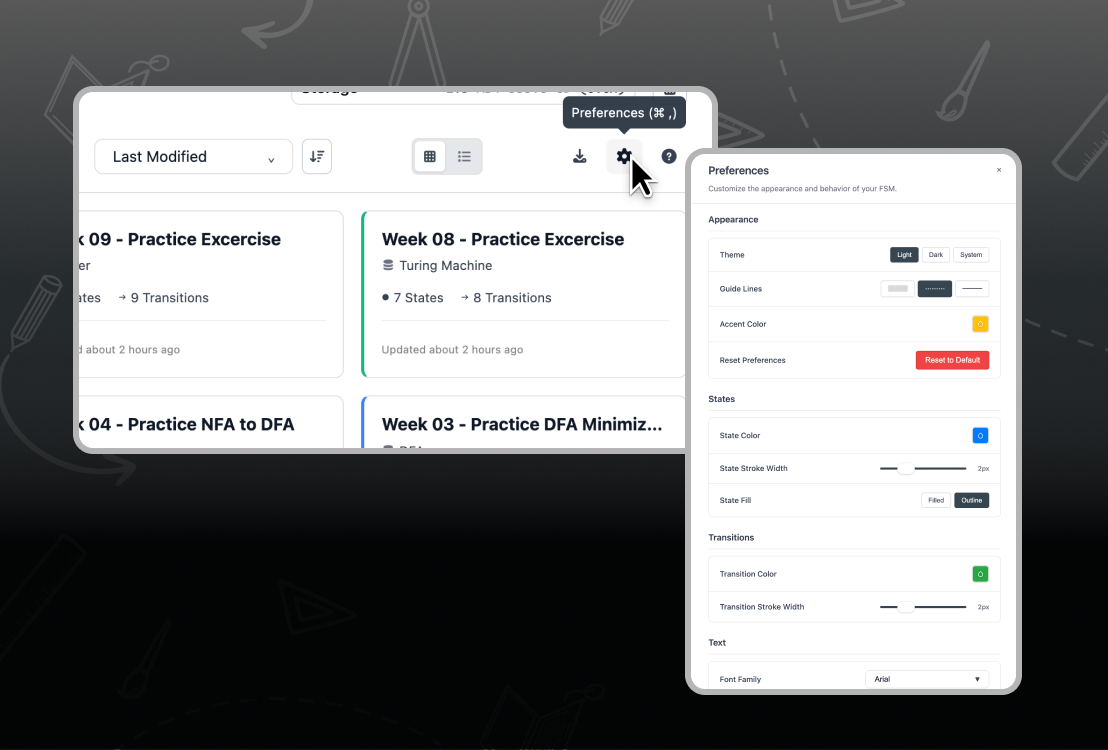 Storage
Preferences (⌘ ,)
Last Modified
09 - Practice Excercise
9 Transitions
about 2 hours ago
Week 08 - Practice Excercise
Turing Machine
7 States → 8 Transitions
Updated about 2 hours ago
04 - Practice NFA to DFA
Week 03 - Practice DFA Minimiz...
DFA
Preferences
×
Customize the appearance and behavior of your FSM.
Appearance
Theme Light Dark System
Guide Lines
Accent Color
Reset Preferences Reset to Default
States
State Color
State Stroke Width 2px
State Fill Filled Outline
Transitions
Transition Color
Transition Stroke Width 2px
Text
Font Family Arial